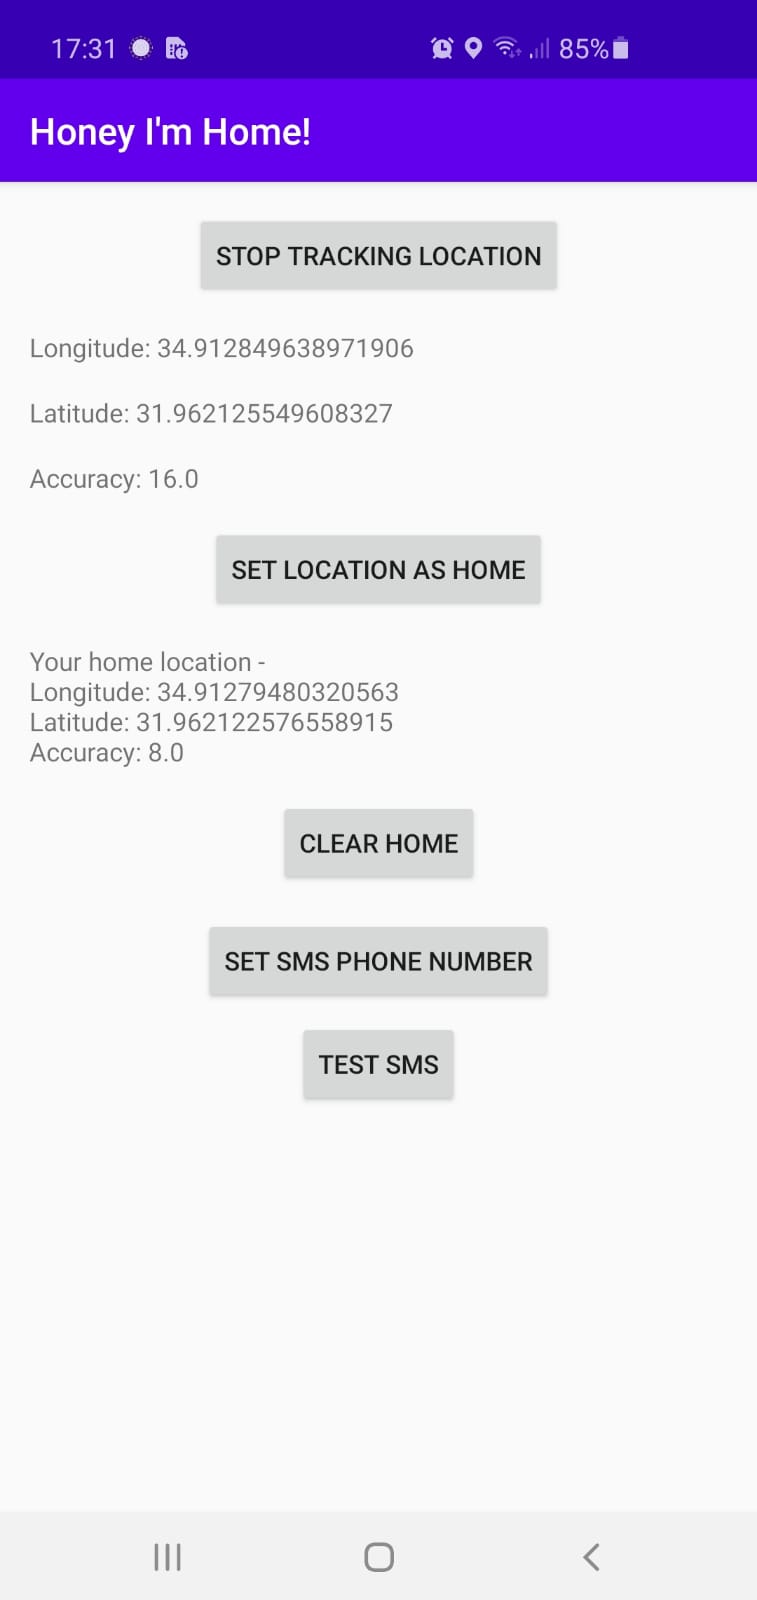 17:31 85%
Honey I'm Home!
STOP TRACKING LOCATION
Longitude: 34.912849638971906
Latitude: 31.962125549608327
Accuracy: 16.0
SET LOCATION AS HOME
Your home location -
Longitude: 34.91279480320563
Latitude: 31.962122576558915
Accuracy: 8.0
CLEAR HOME
SET SMS PHONE NUMBER
TEST SMS